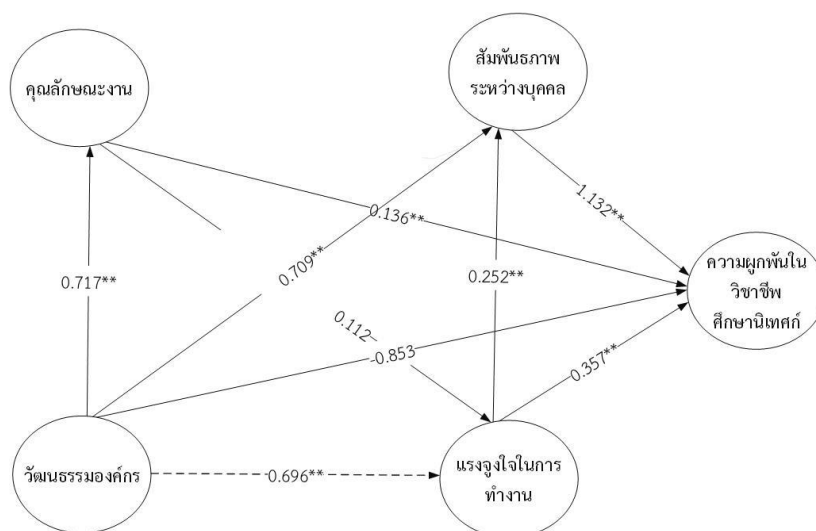 สัมพันธภาพ
ระหว่างบุคคล
คุณลักษณะงาน
1.132**
0.136**
0.709**
0.717**
0.252**
ความผูกพันใน
วิชาชีพ
ศึกษานิเทศก์
0.112
-0.853
0.357**
วัฒนธรรมองค์กร
0.696**
แรงจูงใจในการ
ทำงาน